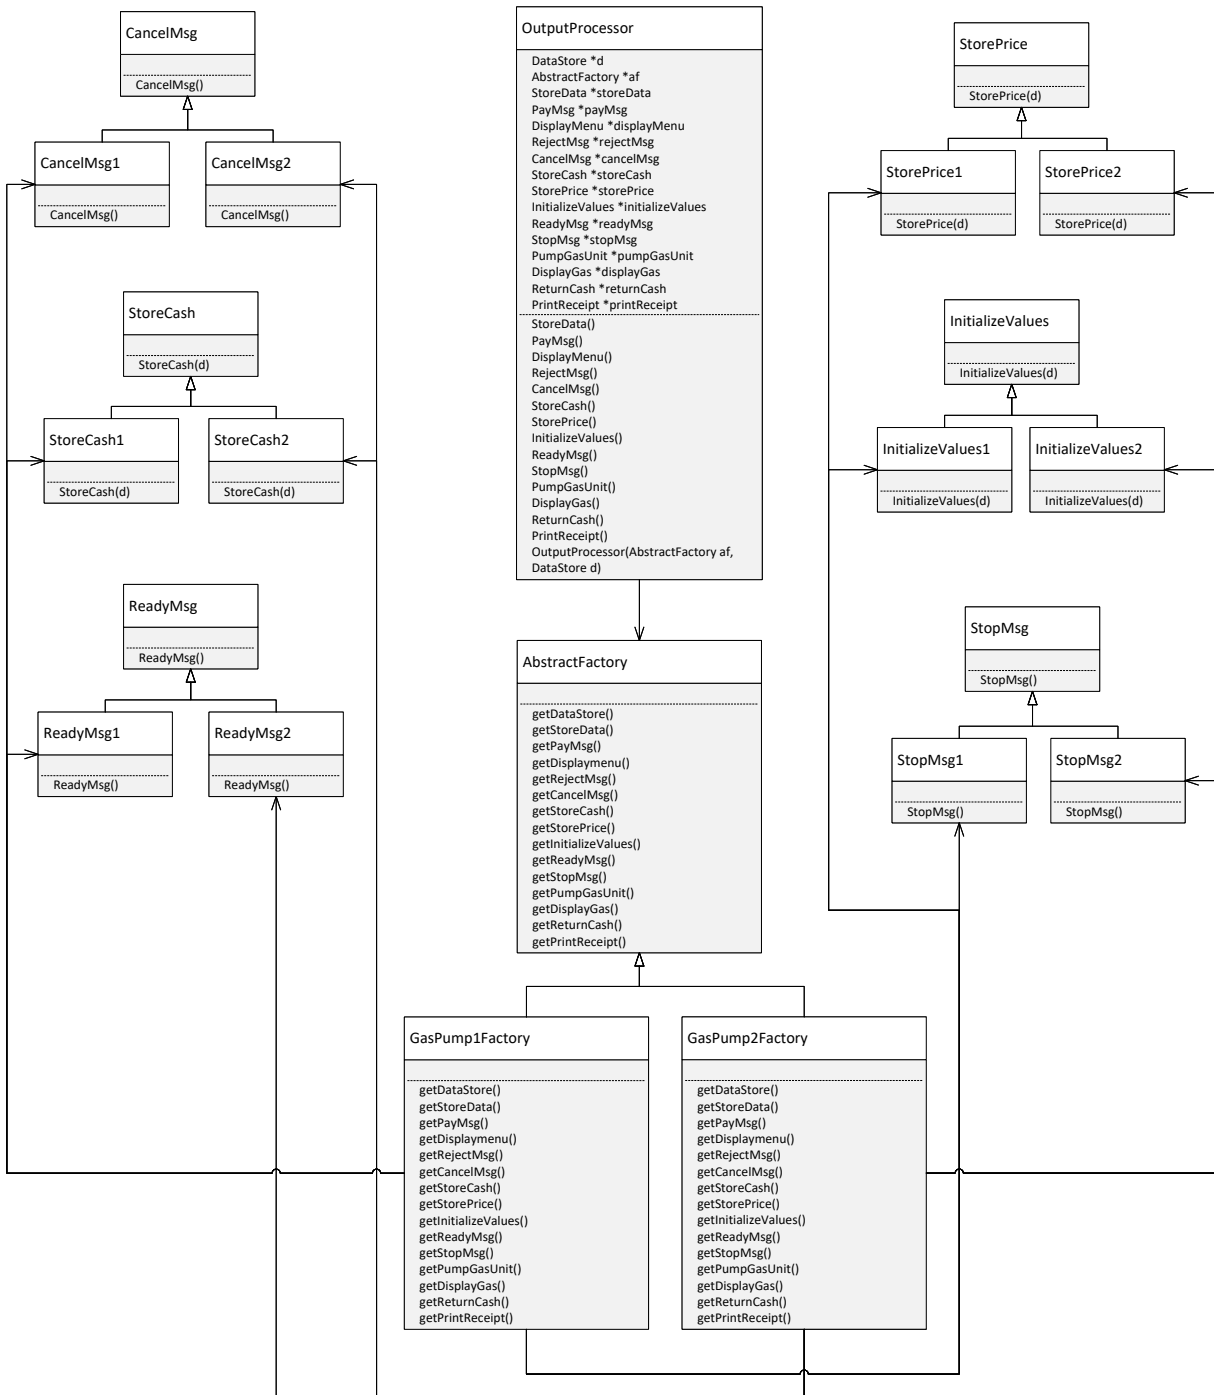 CancelMsg
CancelMsg()
CancelMsg1
CancelMsg()
CancelMsg2
CancelMsg()
StoreCash
StoreCash(d)
StoreCash1
StoreCash(d)
StoreCash2
StoreCash(d)
ReadyMsg
ReadyMsg()
ReadyMsg1
ReadyMsg()
ReadyMsg2
ReadyMsg()
OutputProcessor
DataStore *d
AbstractFactory *af
StoreData *storeData
PayMsg *payMsg
DisplayMenu *displayMenu
RejectMsg *rejectMsg
CancelMsg *cancelMsg
StoreCash *storeCash
StorePrice *storePrice
InitializeValues *initializeValues
ReadyMsg *readyMsg
StopMsg *stopMsg
PumpGasUnit *pumpGasUnit
DisplayGas *displayGas
ReturnCash *returnCash
PrintReceipt *printReceipt
StoreData()
PayMsg()
DisplayMenu()
RejectMsg()
CancelMsg()
StoreCash()
StorePrice()
InitializeValues()
ReadyMsg()
StopMsg()
PumpGasUnit()
DisplayGas()
ReturnCash()
PrintReceipt()
OutputProcessor(AbstractFactory af,
DataStore d)
AbstractFactory
getDataStore()
getStoreData()
getPayMsg()
getDisplaymenu()
getRejectMsg()
getCancelMsg()
getStoreCash()
getStorePrice()
getInitializeValues()
getReadyMsg()
getStopMsg()
getPumpGasUnit()
getDisplayGas()
getReturnCash()
getPrintReceipt()
StorePrice
StorePrice(d)
StorePrice1
StorePrice(d)
StorePrice2
StorePrice(d)
InitializeValues
InitializeValues(d)
InitializeValues1
InitializeValues(d)
InitializeValues2
InitializeValues(d)
StopMsg
StopMsg()
StopMsg1
StopMsg()
StopMsg2
StopMsg()
GasPump1Factory
getDataStore()
getStoreData()
getPayMsg()
getDisplaymenu()
getRejectMsg()
getCancelMsg()
getStoreCash()
getStorePrice()
getInitializeValues()
getReadyMsg()
getStopMsg()
getPumpGasUnit()
getDisplayGas()
getReturnCash()
getPrintReceipt()
GasPump2Factory
getDataStore()
getStoreData()
getPayMsg()
getDisplaymenu()
getRejectMsg()
getCancelMsg()
getStoreCash()
getStorePrice()
getInitializeValues()
getReadyMsg()
getStopMsg()
getPumpGasUnit()
getDisplayGas()
getReturnCash()
getPrintReceipt()